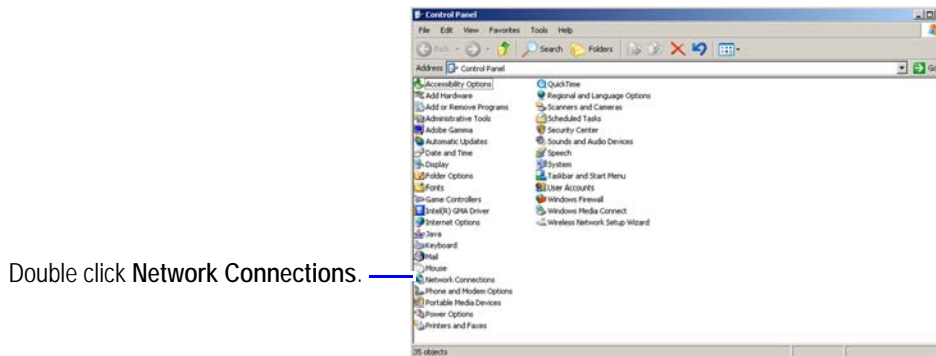 Control Panel
File Edit View Favorites Tools Help
Back Search Folders
Address Control Panel Go
Accessibility Options
Add Hardware
Add or Remove Programs
Administrative Tools
Adobe Gamma
Automatic Updates
Date and Time
Display
Folder Options
Fonts
Game Controllers
Intel(R) GMA Driver
Internet Options
Java
Keyboard
Mail
Mouse
Network Connections
Phone and Modem Options
Portable Media Devices
Power Options
Printers and Faxes
QuickTime
Regional and Language Options
Scanners and Cameras
Scheduled Tasks
Security Center
Sounds and Audio Devices
Speech
System
Taskbar and Start Menu
User Accounts
Windows Firewall
Windows Media Connect
Wireless Network Setup Wizard
35 objects
Double click Network Connections.